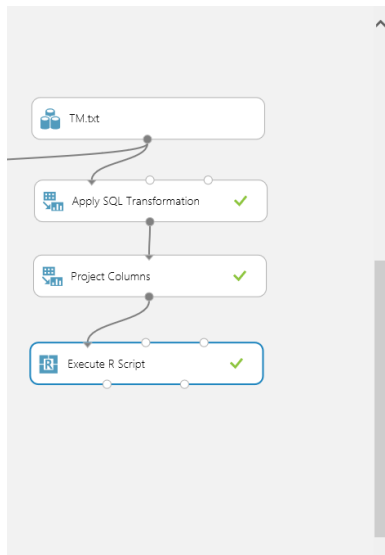 TM.txt
Apply SQL Transformation
Project Columns
R
Execute R Script